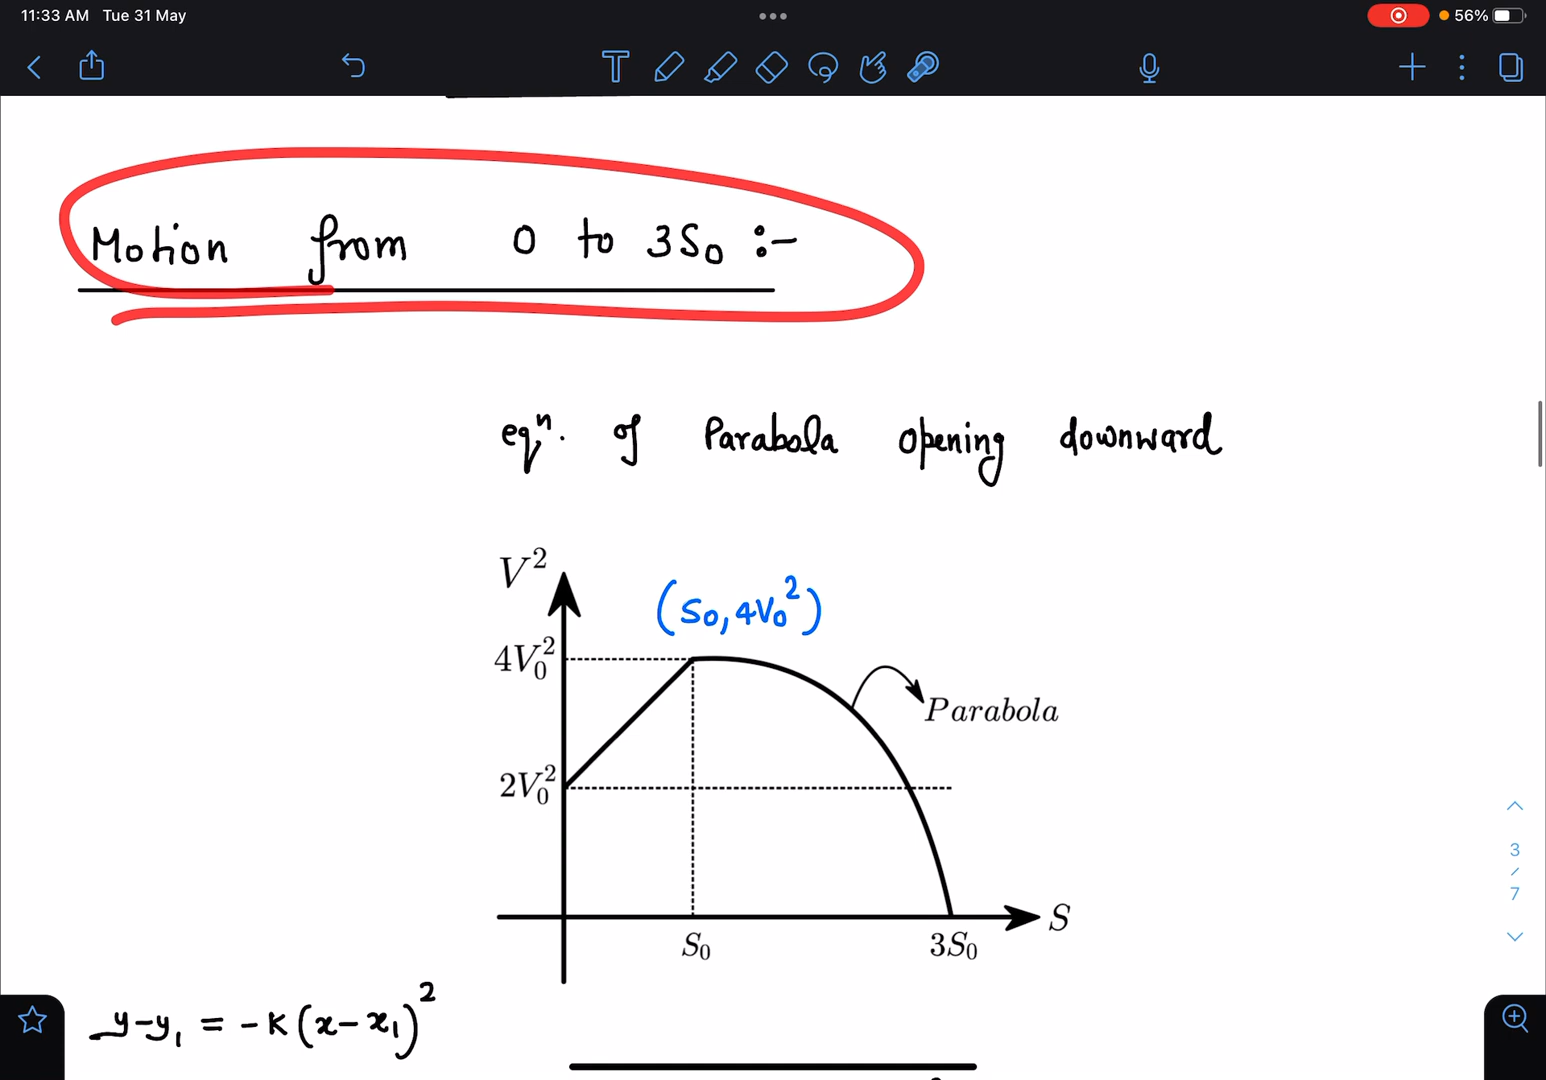 11:33 AM Tue 31 May
56%
Motion from 0 to 3S₀ :-
eqⁿ. of Parabola opening downward
V²
(S₀, 4V₀²)
4V₀²
Parabola
2V₀²
S
S₀ 3S₀
3
/
7
y-y₁ = -K(x-x₁)²